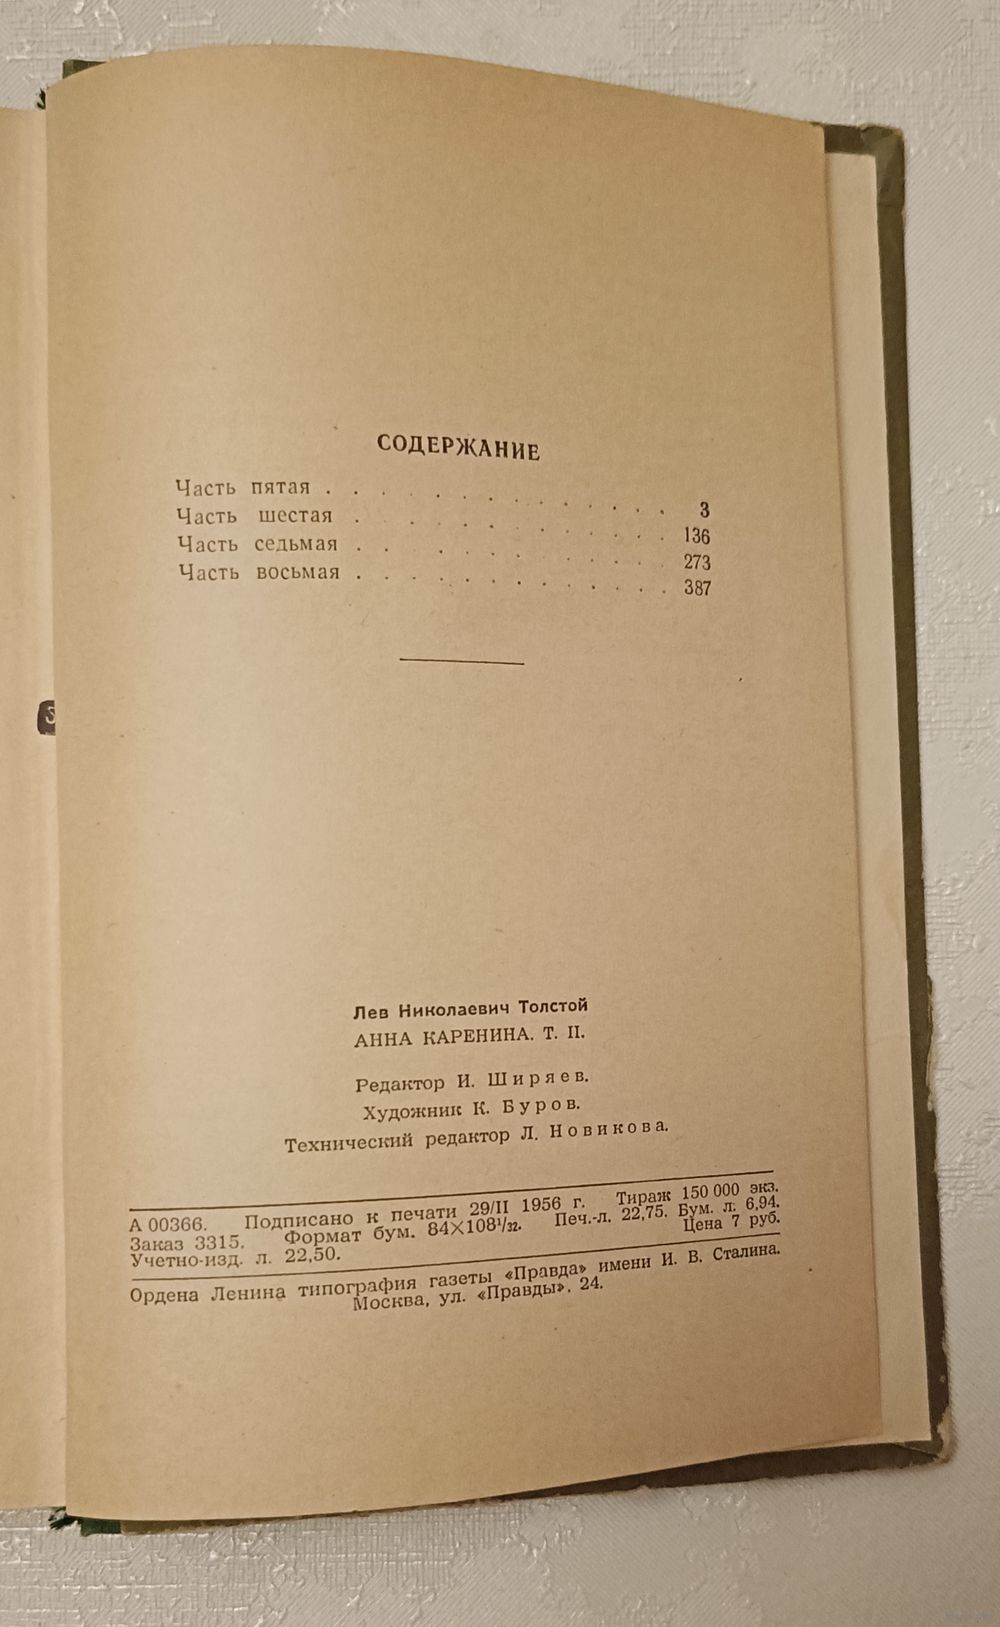 СОДЕРЖАНИЕ
Часть пятая . . . . . . . . . . . . . 3
Часть шестая . . . . . . . . . . . . 136
Часть седьмая . . . . . . . . . . . 273
Часть восьмая . . . . . . . . . . . . 387
Лев Николаевич Толстой
АННА КАРЕНИНА. Т. II.
Редактор И. Ширяев.
Художник К. Буров.
Технический редактор Л. Новикова.
А 00366. Подписано к печати 29/II 1956 г. Тираж 150 000 экз.
Заказ 3315. Формат бум. 84×108¹/₃₂. Печ.-л. 22,75. Бум. л. 6,94.
Учетно-изд. л. 22,50. Цена 7 руб.
Ордена Ленина типография газеты «Правда» имени И. В. Сталина.
Москва, ул. «Правды», 24.